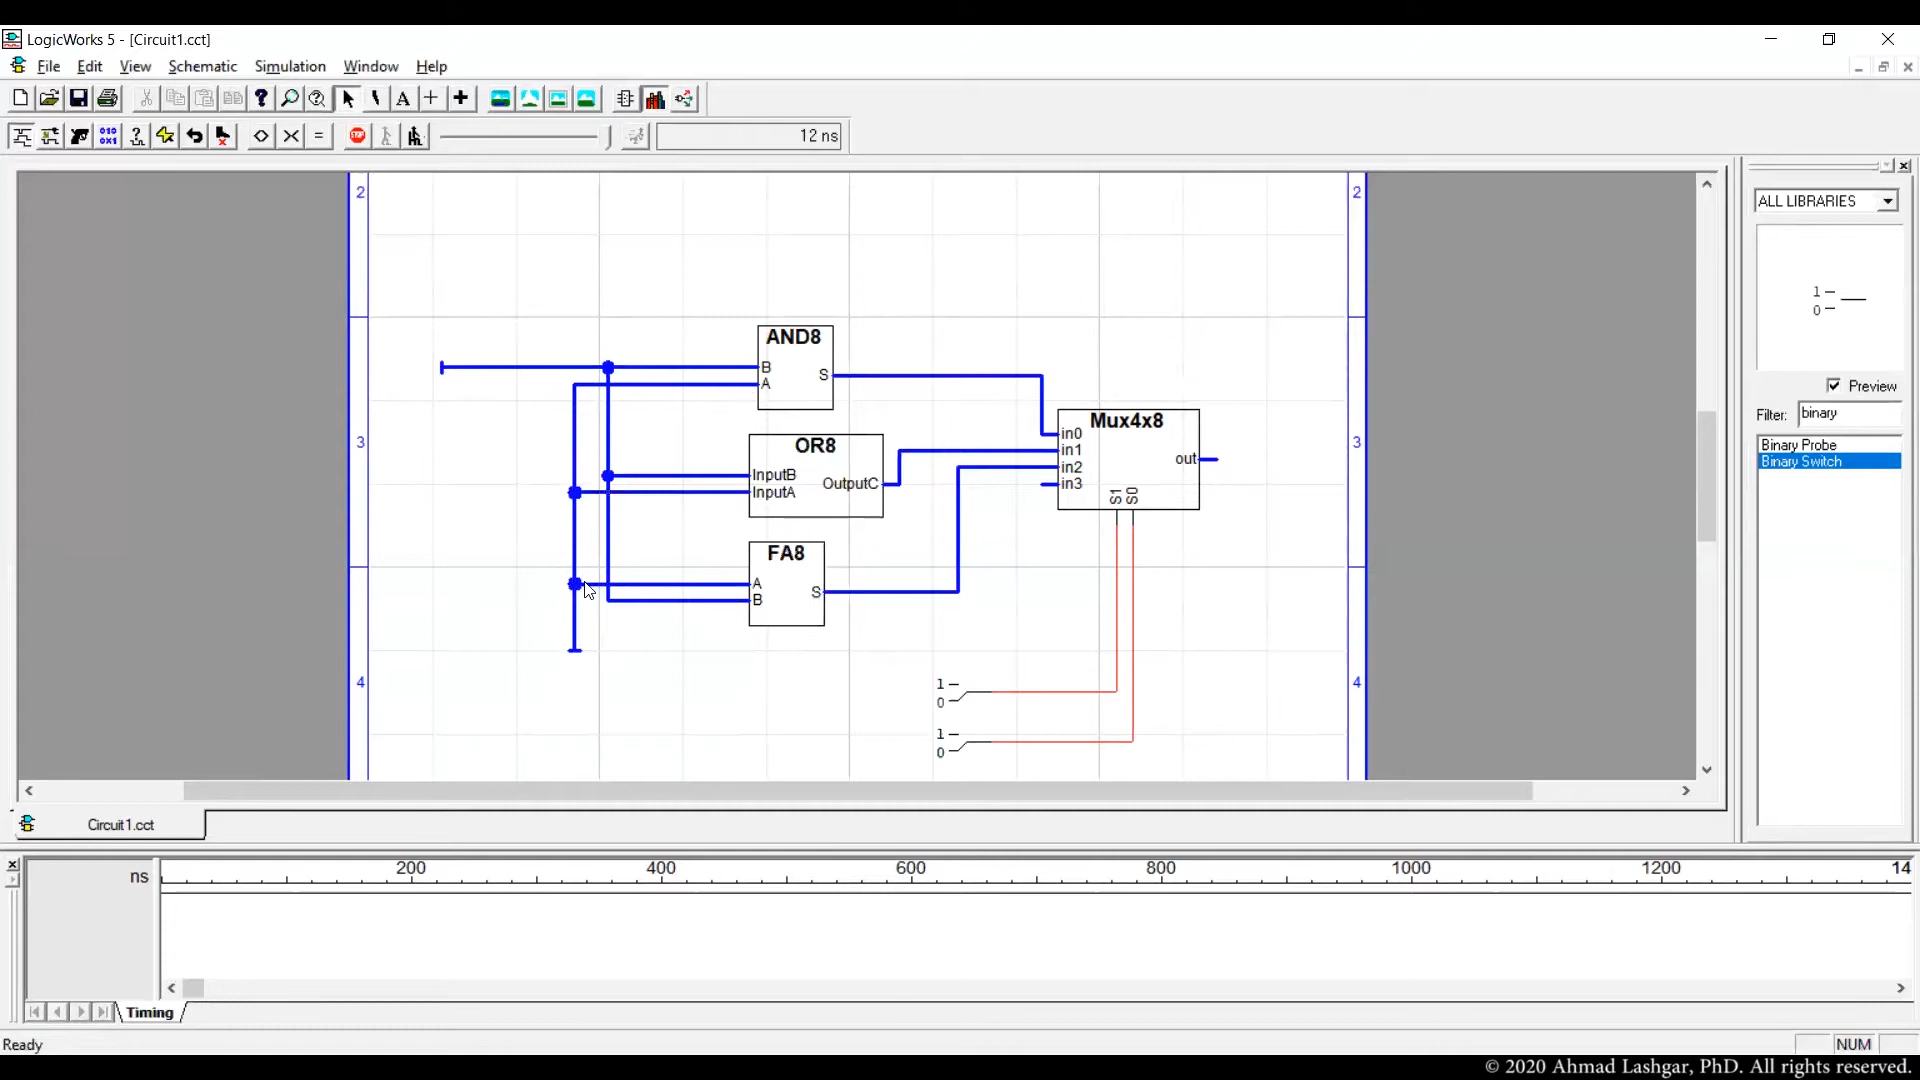 LogicWorks 5 - [Circuit1.cct]
File Edit View Schematic Simulation Window Help
12 ns
ALL LIBRARIES
1
0
Preview
Filter: binary
Binary Probe
Binary Switch
2 2
3 3
4 4
AND8
B
A
S
OR8
InputB
InputA
OutputC
FA8
A
B
S
Mux4x8
in0
in1
in2
in3
out
S1 S0
1
0
1
0
Circuit1.cct
ns
200 400 600 800 1000 1200 14
Timing
Ready
NUM
© 2020 Ahmad Lashgar, PhD. All rights reserved.